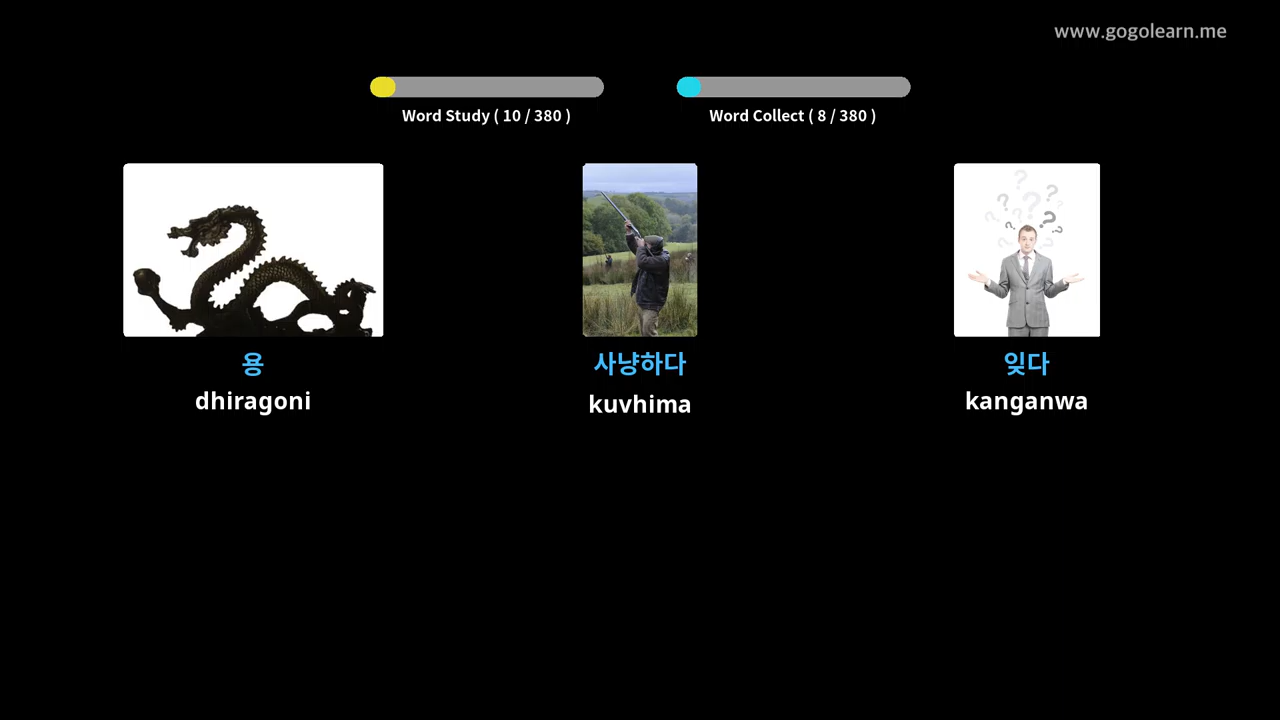 www.gogolearn.me
Word Study ( 10 / 380 )
Word Collect ( 8 / 380 )
용
dhiragoni
사냥하다
kuvhima
잊다
kanganwa